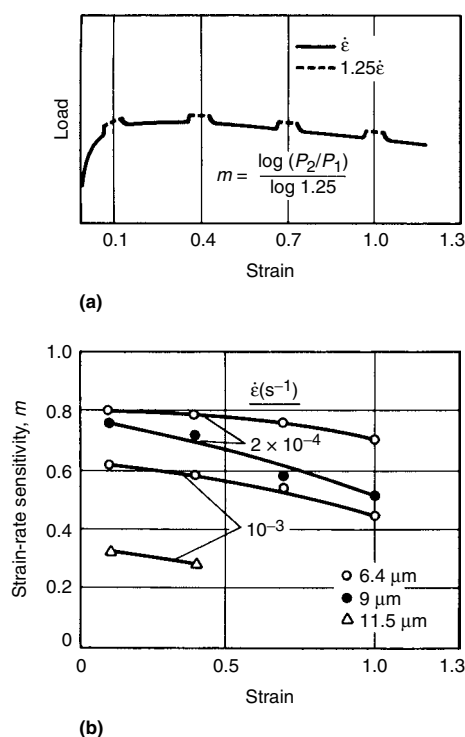 Load
ε̇
1.25ε̇
m = log (P2/P1) / log 1.25
0.1 0.4 0.7 1.0 1.3
Strain
(a)
Strain-rate sensitivity, m
1.0
0.8
0.6
0.4
0.2
0
ε̇(s⁻¹)
2 × 10⁻⁴
10⁻³
6.4 μm
9 μm
11.5 μm
0 0.5 1.0 1.3
Strain
(b)